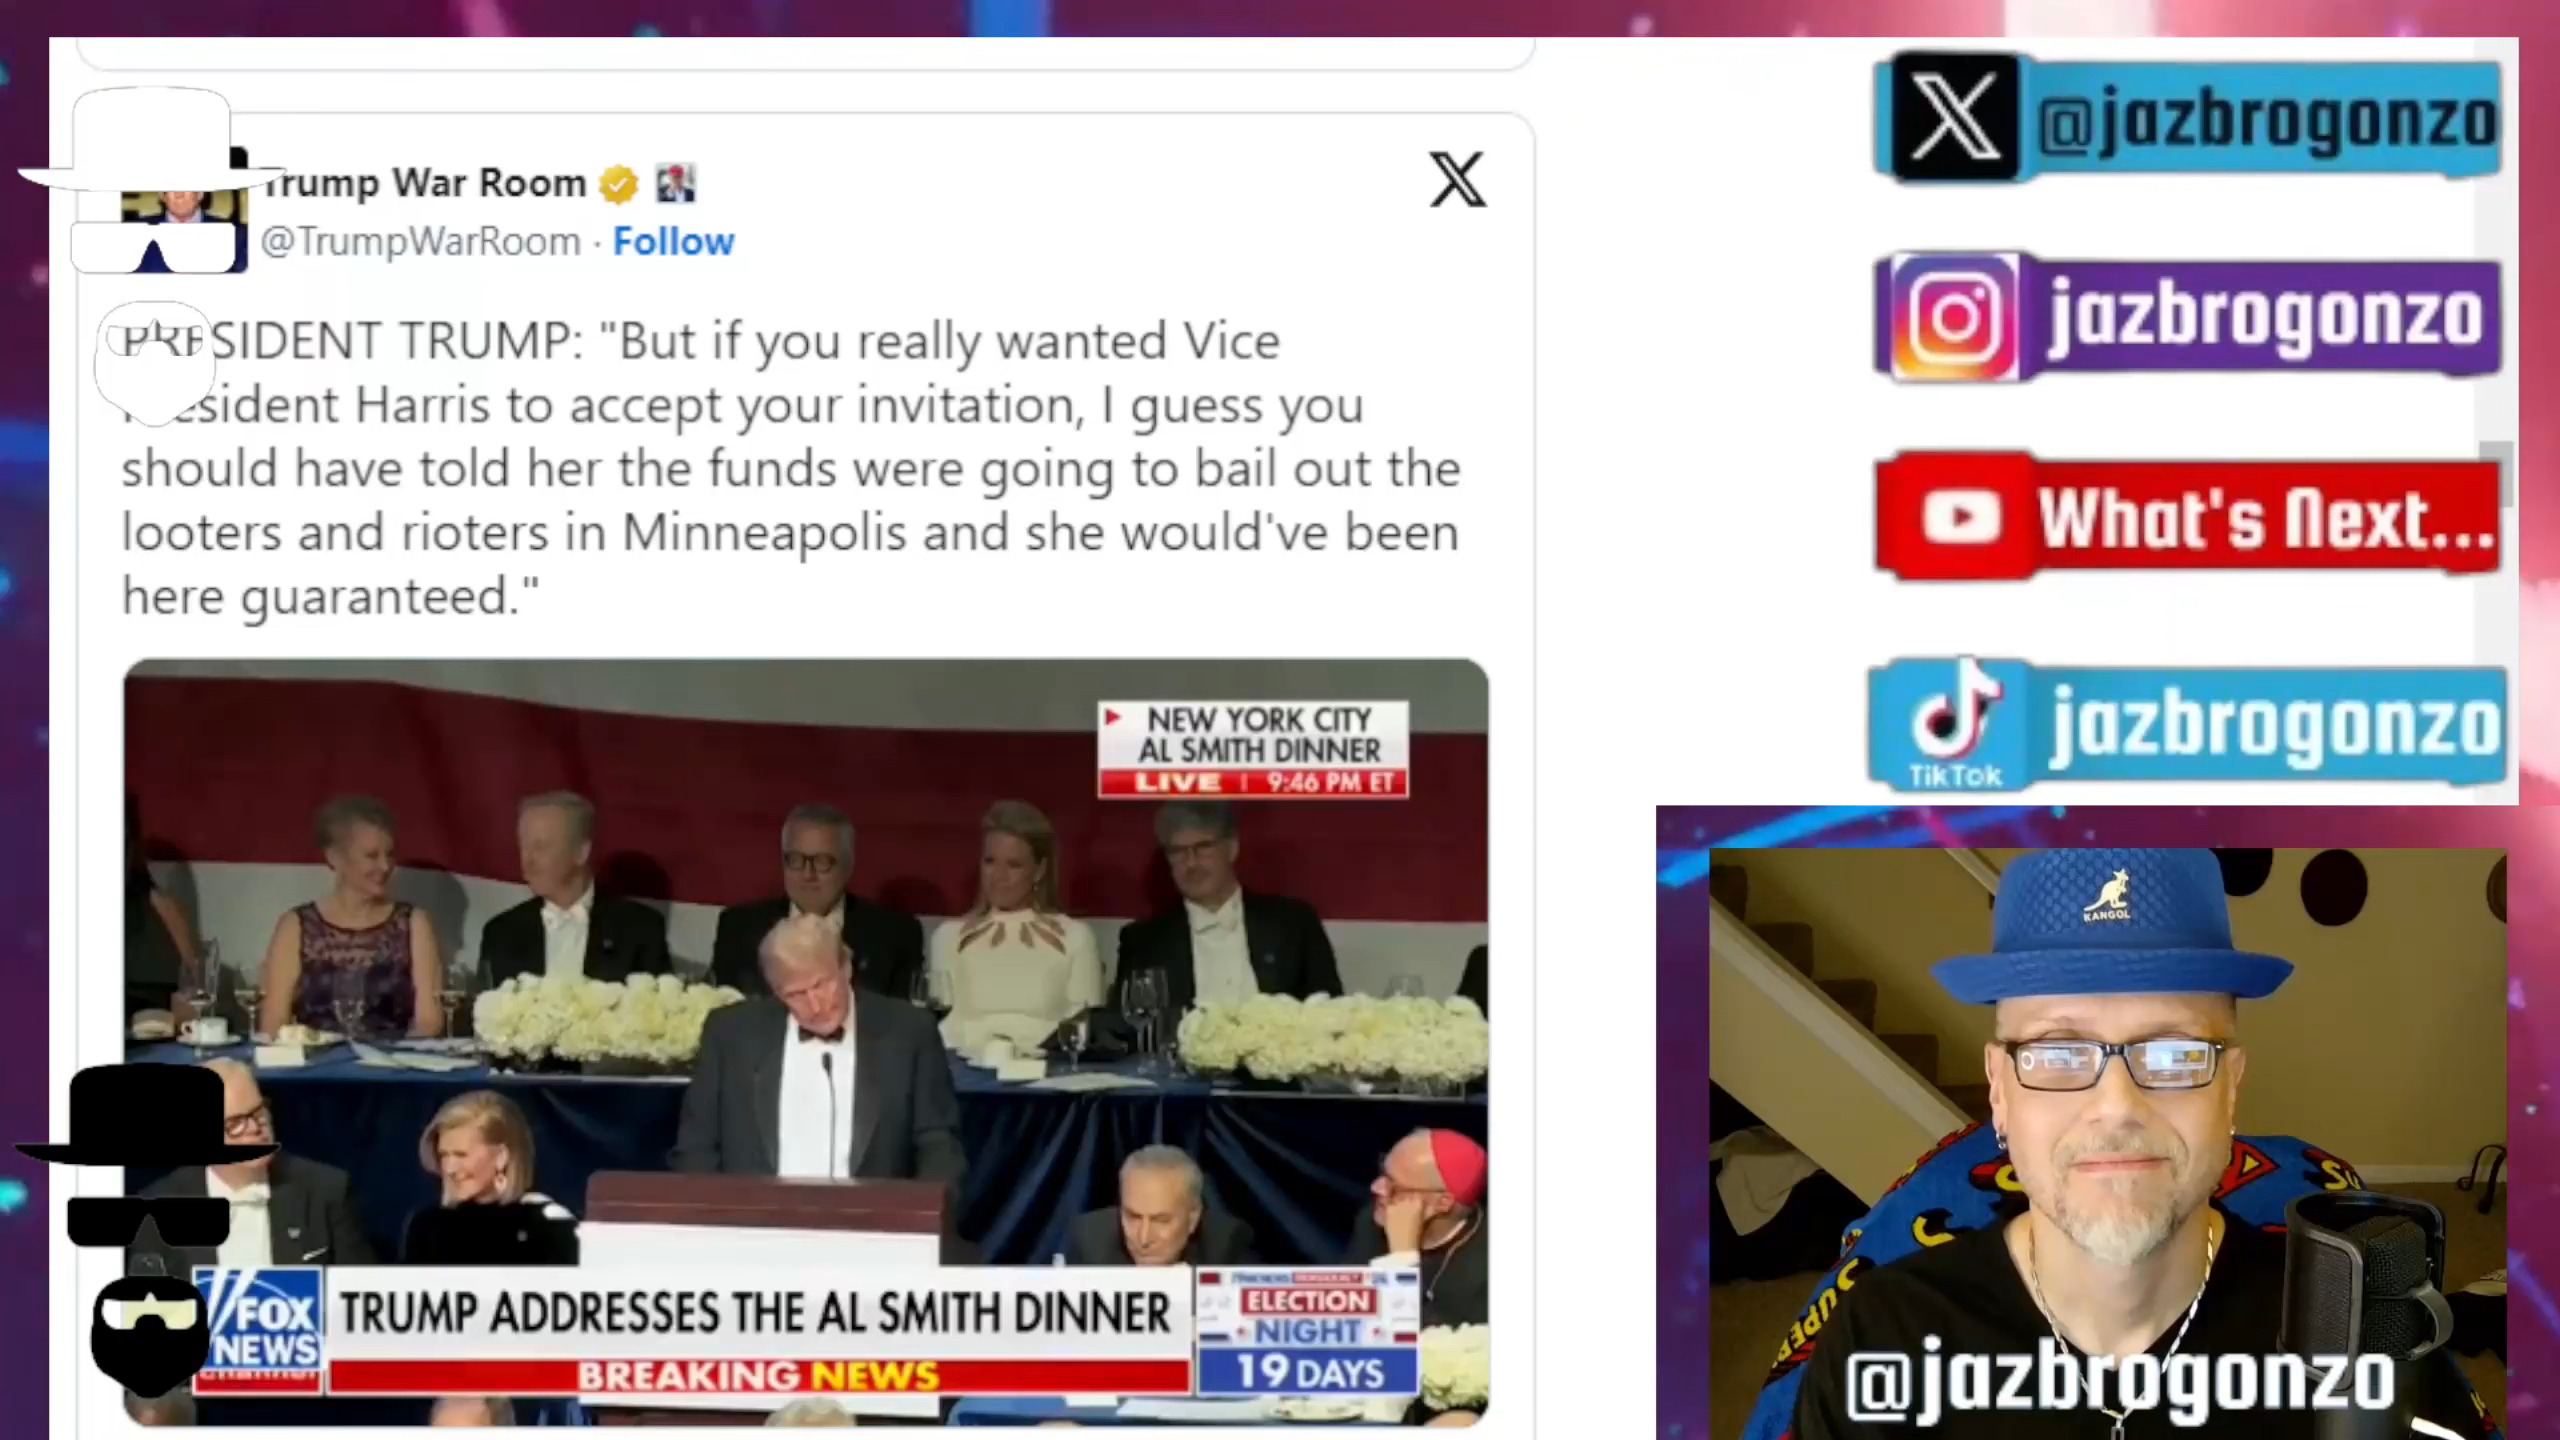 Trump War Room
@TrumpWarRoom · Follow
PRESIDENT TRUMP: "But if you really wanted Vice
President Harris to accept your invitation, I guess you
should have told her the funds were going to bail out the
looters and rioters in Minneapolis and she would've been
here guaranteed."
NEW YORK CITY
AL SMITH DINNER
LIVE | 9:46 PM ET
FOX
NEWS
channel
TRUMP ADDRESSES THE AL SMITH DINNER
BREAKING NEWS
ELECTION
NIGHT
19 DAYS
@jazbrogonzo
jazbrogonzo
What's Next...
TikTok
jazbrogonzo
KANGOL
SUPER
@jazbrogonzo